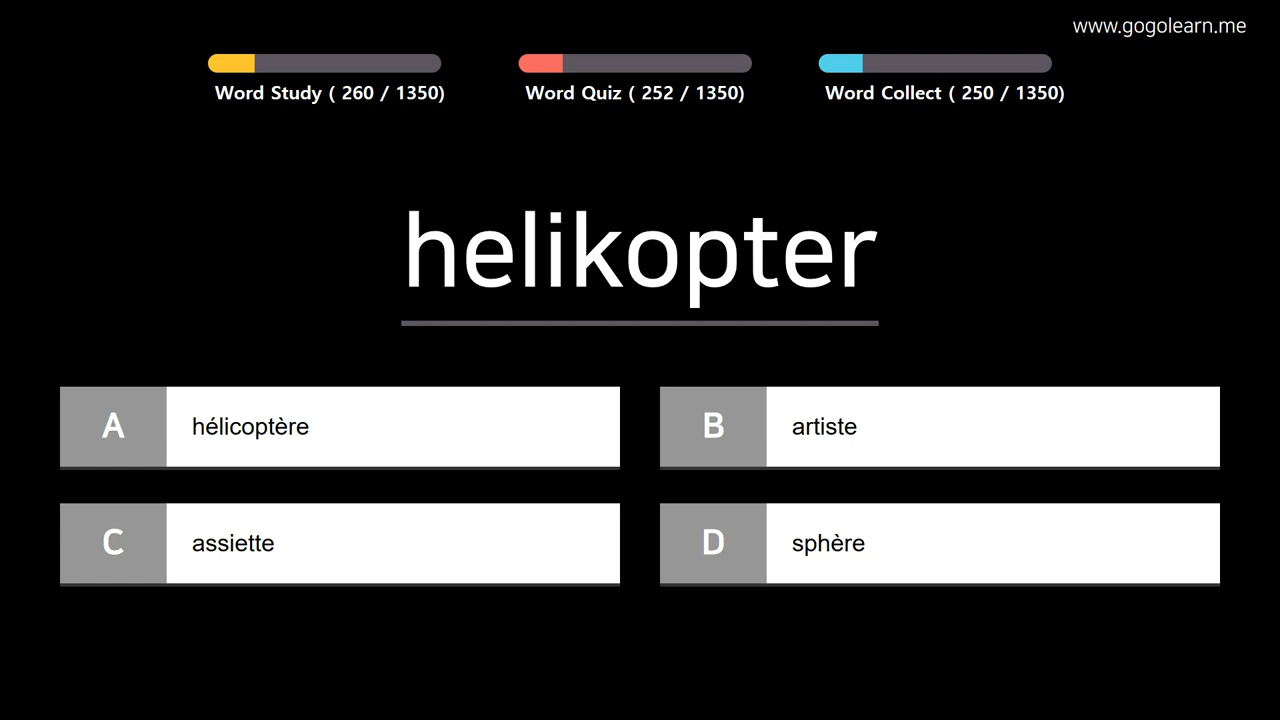 www.gogolearn.me
Word Study ( 260 / 1350)
Word Quiz ( 252 / 1350)
Word Collect ( 250 / 1350)
helikopter
A hélicoptère
B artiste
C assiette
D sphère